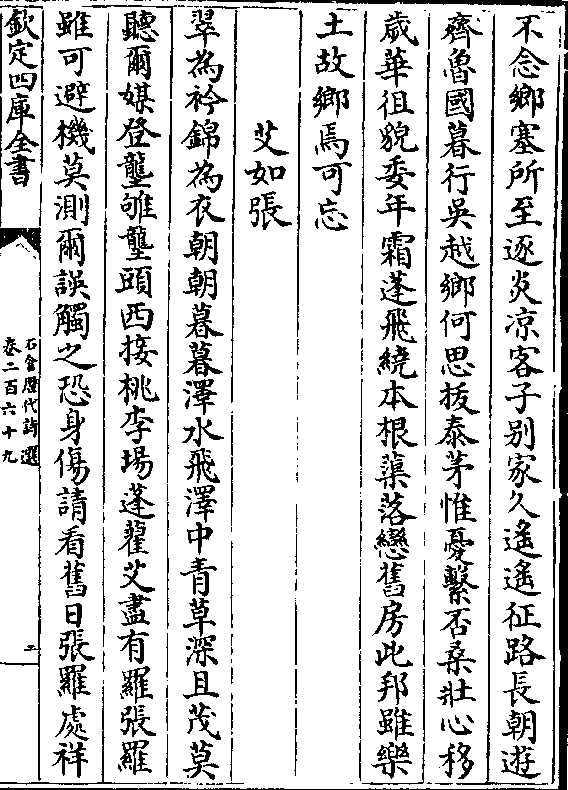 不念鄉塞所至逐炎凉客子别家久遙遙征路長朝遊
齊魯國暮行吳越鄉何思拔泰茅惟憂繫否桑壯心移
歲華徂貌委年霜蓬飛繞本根蕖落戀舊房此邦雖樂
土故鄉焉可忘
艾如張
翠為衿錦為衣朝朝暮暮澤水飛澤中青草深且茂莫
聽爾媒登壟雊壟頭西接桃李場蓬藋艾盡有羅張羅
雖可避機莫測爾誤觸之恐身傷請看舊日張羅處祥
欽定四庫全書
石倉歷代詩選
卷二百六十九
二